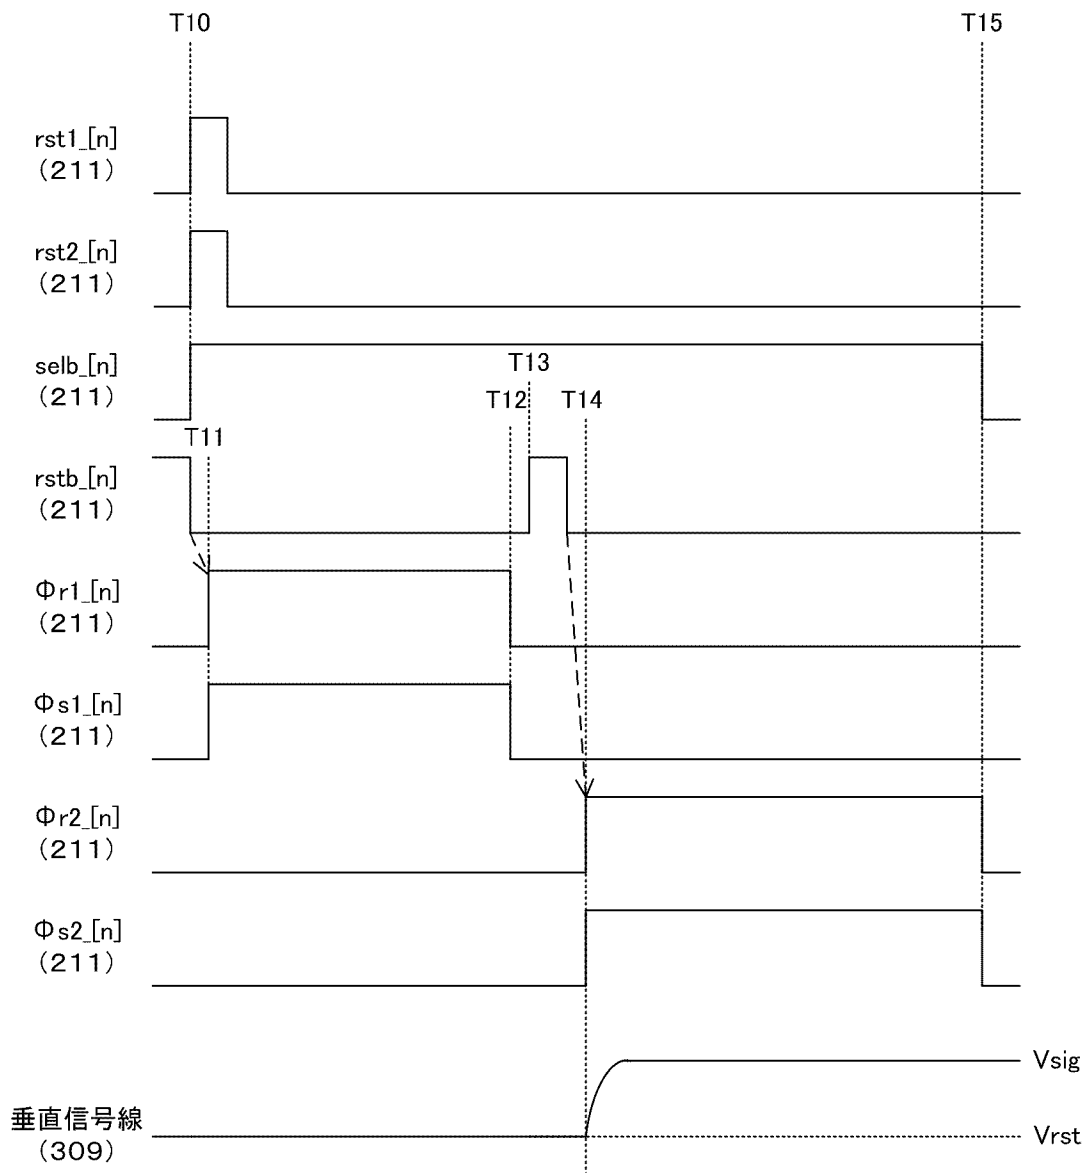 T10
T15
rst1_[n]
(211)
rst2_[n]
(211)
selb_[n]
(211)
T13
T12
T14
T11
rstb_[n]
(211)
Φr1_[n]
(211)
Φs1_[n]
(211)
Φr2_[n]
(211)
Φs2_[n]
(211)
Vsig
垂直信号線
(309)
Vrst